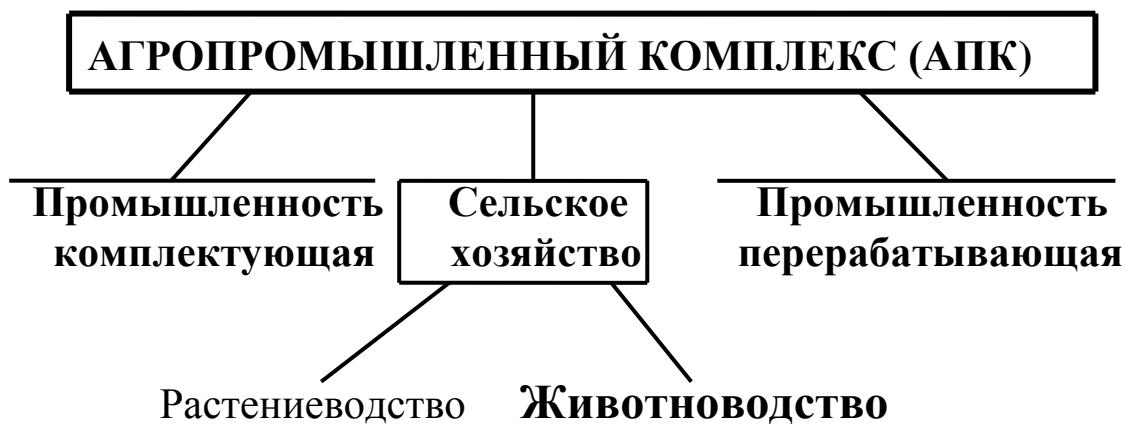 АГРОПРОМЫШЛЕННЫЙ КОМПЛЕКС (АПК)
Промышленность
комплектующая
Сельское
хозяйство
Промышленность
перерабатывающая
Растениеводство
Животноводство